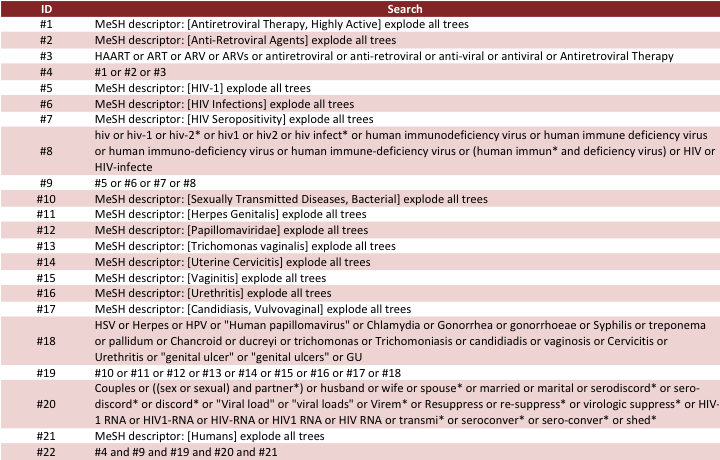 ID Search
#1 MeSH descriptor: [Antiretroviral Therapy, Highly Active] explode all trees
#2 MeSH descriptor: [Anti-Retroviral Agents] explode all trees
#3 HAART or ART or ARV or ARVs or antiretroviral or anti-retroviral or anti-viral or antiviral or Antiretroviral Therapy
#4 #1 or #2 or #3
#5 MeSH descriptor: [HIV-1] explode all trees
#6 MeSH descriptor: [HIV Infections] explode all trees
#7 MeSH descriptor: [HIV Seropositivity] explode all trees
hiv or hiv-1 or hiv-2* or hiv1 or hiv2 or hiv infect* or human immunodeficiency virus or human immune deficiency virus
#8 or human immuno-deficiency virus or human immune-deficiency virus or (human immun* and deficiency virus) or HIV or
HIV-infecte
#9 #5 or #6 or #7 or #8
#10 MeSH descriptor: [Sexually Transmitted Diseases, Bacterial] explode all trees
#11 MeSH descriptor: [Herpes Genitalis] explode all trees
#12 MeSH descriptor: [Papillomaviridae] explode all trees
#13 MeSH descriptor: [Trichomonas vaginalis] explode all trees
#14 MeSH descriptor: [Uterine Cervicitis] explode all trees
#15 MeSH descriptor: [Vaginitis] explode all trees
#16 MeSH descriptor: [Urethritis] explode all trees
#17 MeSH descriptor: [Candidiasis, Vulvovaginal] explode all trees
HSV or Herpes or HPV or "Human papillomavirus" or Chlamydia or Gonorrhea or gonorrhoeae or Syphilis or treponema
#18 or pallidum or Chancroid or ducreyi or trichomonas or Trichomoniasis or candidiadis or vaginosis or Cervicitis or
Urethritis or "genital ulcer" or "genital ulcers" or GU
#19 #10 or #11 or #12 or #13 or #14 or #15 or #16 or #17 or #18
Couples or ((sex or sexual) and partner*) or husband or wife or spouse* or married or marital or serodiscord* or sero-
#20 discord* or discord* or "Viral load" or "viral loads" or Virem* or Resuppress or re-suppress* or virologic suppress* or HIV-
1 RNA or HIV1-RNA or HIV-RNA or HIV1 RNA or HIV RNA or transmi* or seroconver* or sero-conver* or shed*
#21 MeSH descriptor: [Humans] explode all trees
#22 #4 and #9 and #19 and #20 and #21